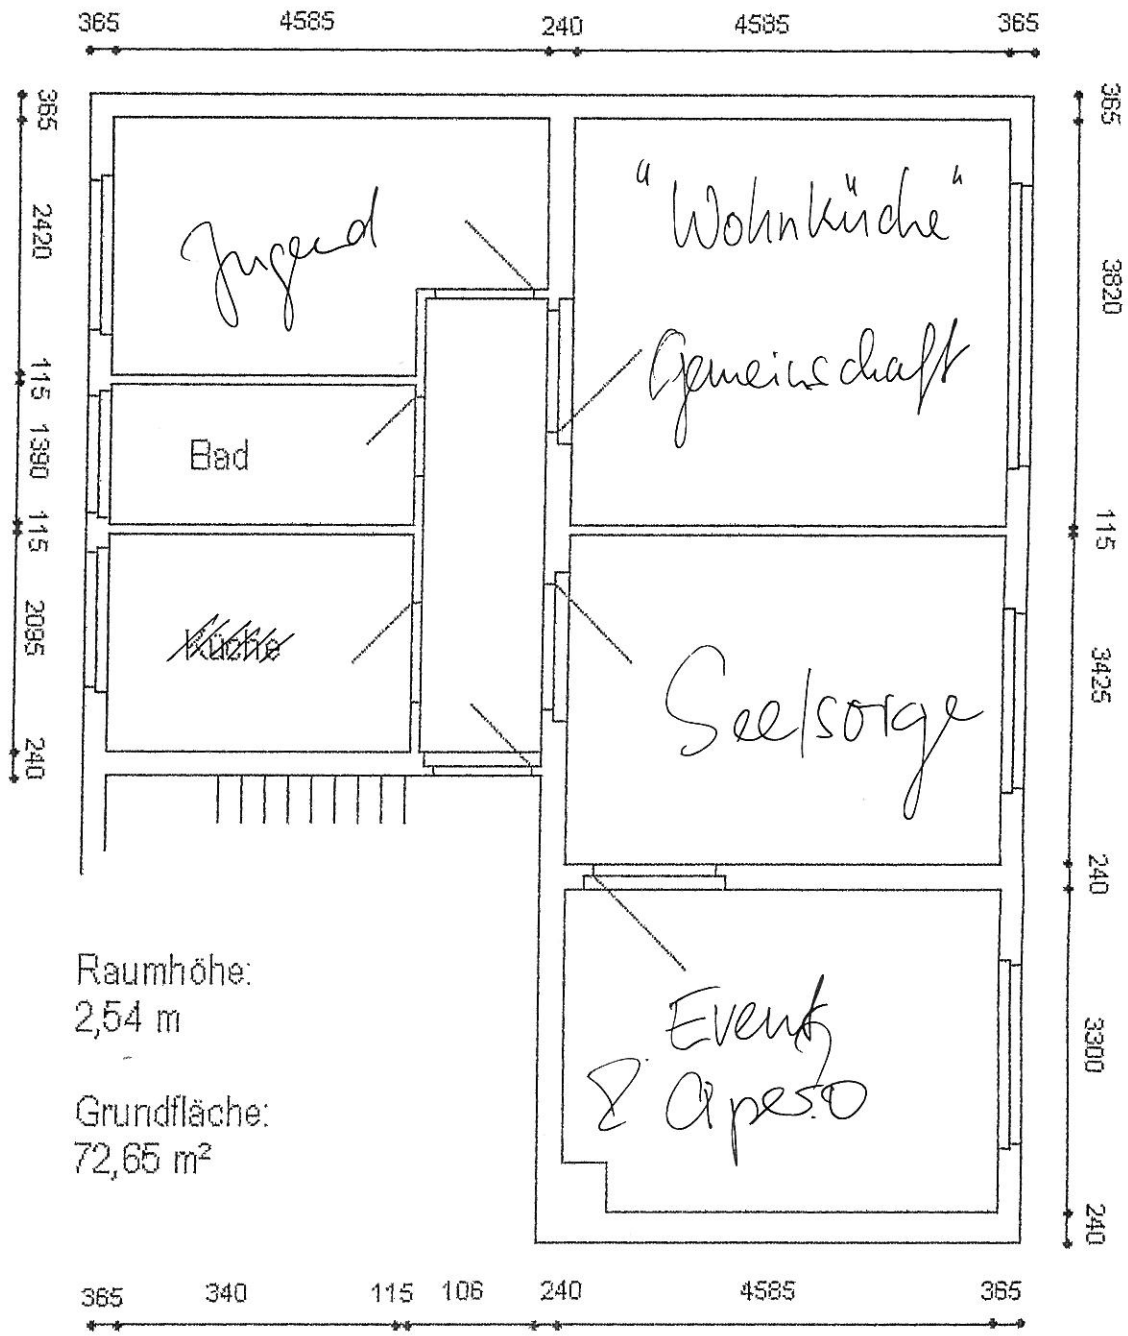 365 4585 240 4585 365
365
2420
115
1390
115
2085
240
Jugend
"Wohnküche"
Gemeinschaft
Bad
Küche
Seelsorge
Event
& Apero
365
3820
115
3425
240
3300
240
Raumhöhe:
2,54 m
Grundfläche:
72,65 m²
365 340 115 106 240 4585 365